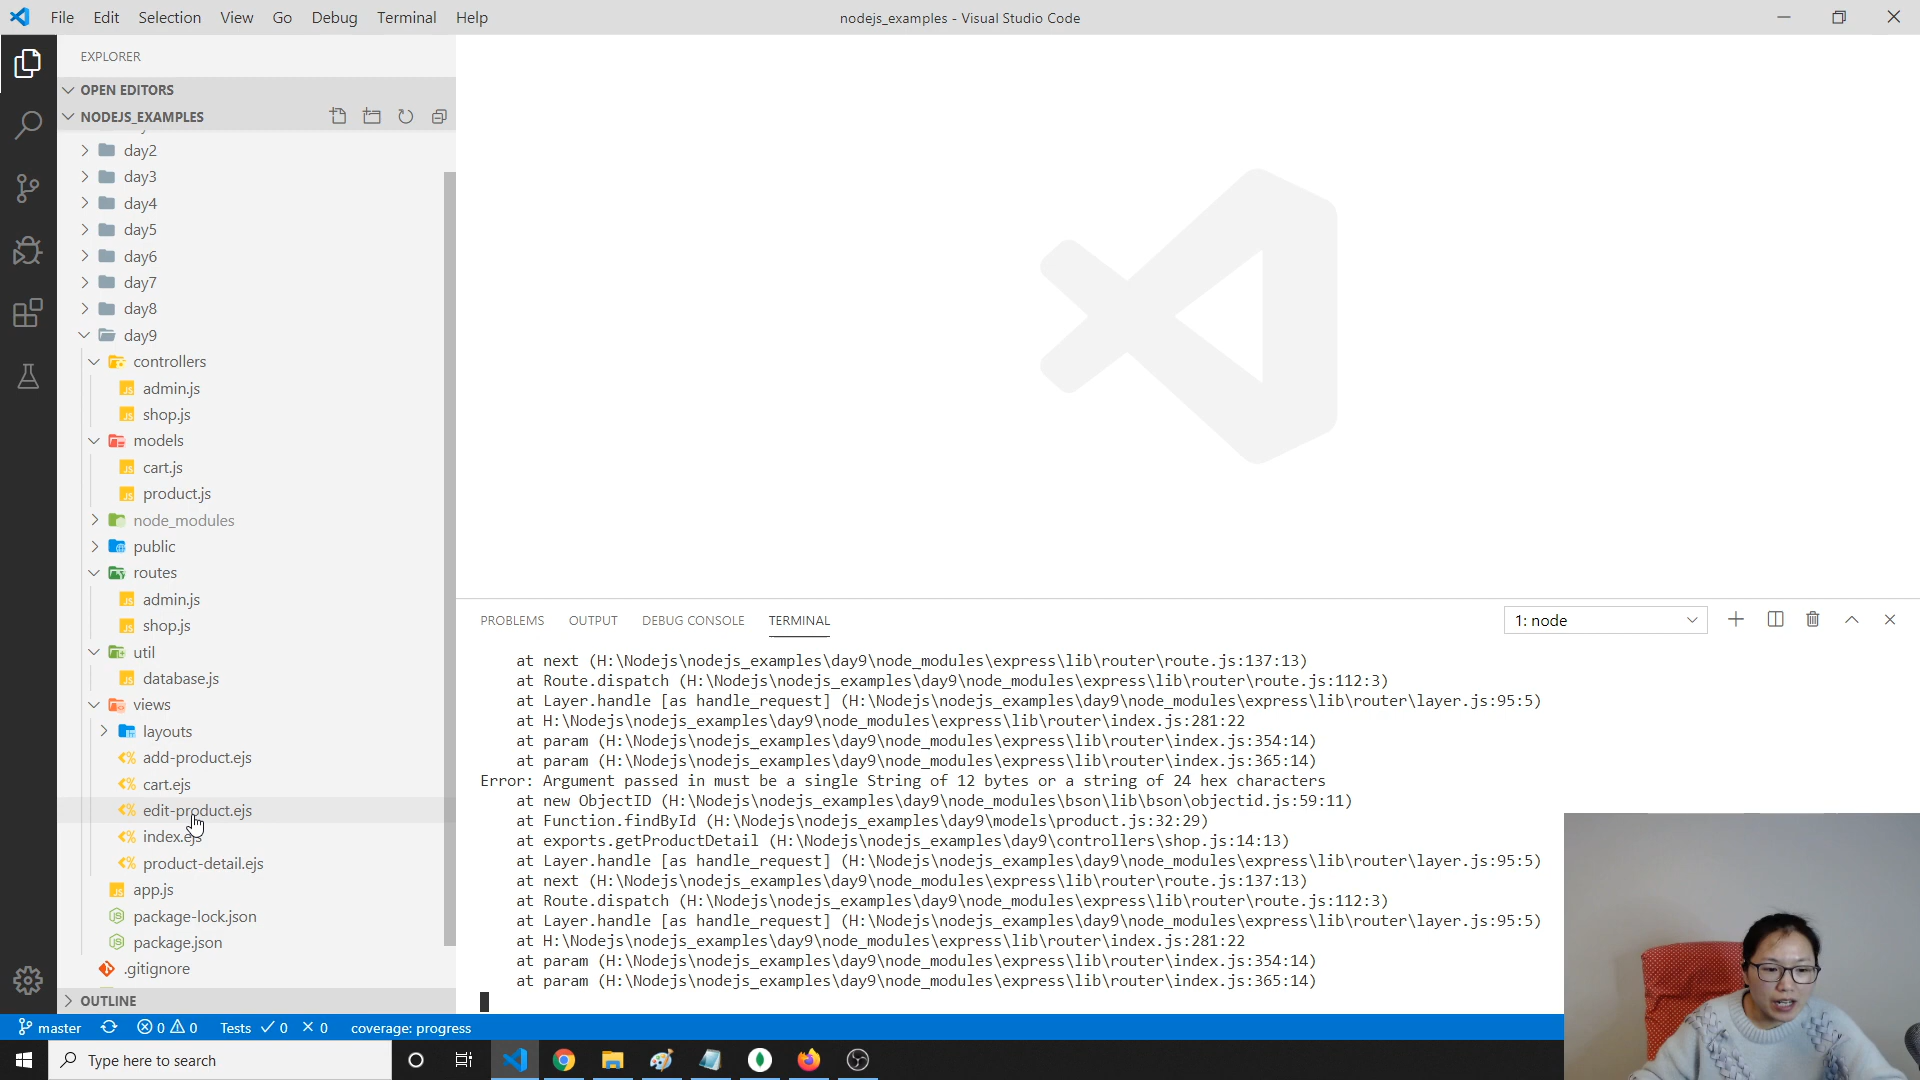 File Edit Selection View Go Debug Terminal Help
nodejs_examples - Visual Studio Code
EXPLORER
OPEN EDITORS
NODEJS_EXAMPLES
day2
day3
day4
day5
day6
day7
day8
day9
controllers
admin.js
shop.js
models
cart.js
product.js
node_modules
public
routes
admin.js
shop.js
util
database.js
views
layouts
add-product.ejs
cart.ejs
edit-product.ejs
index.ejs
product-detail.ejs
app.js
package-lock.json
package.json
.gitignore
OUTLINE
PROBLEMS OUTPUT DEBUG CONSOLE TERMINAL
1: node
at next (H:\Nodejs\nodejs_examples\day9\node_modules\express\lib\router\route.js:137:13)
at Route.dispatch (H:\Nodejs\nodejs_examples\day9\node_modules\express\lib\router\route.js:112:3)
at Layer.handle [as handle_request] (H:\Nodejs\nodejs_examples\day9\node_modules\express\lib\router\layer.js:95:5)
at H:\Nodejs\nodejs_examples\day9\node_modules\express\lib\router\index.js:281:22
at param (H:\Nodejs\nodejs_examples\day9\node_modules\express\lib\router\index.js:354:14)
at param (H:\Nodejs\nodejs_examples\day9\node_modules\express\lib\router\index.js:365:14)
Error: Argument passed in must be a single String of 12 bytes or a string of 24 hex characters
at new ObjectID (H:\Nodejs\nodejs_examples\day9\node_modules\bson\lib\bson\objectid.js:59:11)
at Function.findById (H:\Nodejs\nodejs_examples\day9\models\product.js:32:29)
at exports.getProductDetail (H:\Nodejs\nodejs_examples\day9\controllers\shop.js:14:13)
at Layer.handle [as handle_request] (H:\Nodejs\nodejs_examples\day9\node_modules\express\lib\router\layer.js:95:5)
at next (H:\Nodejs\nodejs_examples\day9\node_modules\express\lib\router\route.js:137:13)
at Route.dispatch (H:\Nodejs\nodejs_examples\day9\node_modules\express\lib\router\route.js:112:3)
at Layer.handle [as handle_request] (H:\Nodejs\nodejs_examples\day9\node_modules\express\lib\router\layer.js:95:5)
at H:\Nodejs\nodejs_examples\day9\node_modules\express\lib\router\index.js:281:22
at param (H:\Nodejs\nodejs_examples\day9\node_modules\express\lib\router\index.js:354:14)
at param (H:\Nodejs\nodejs_examples\day9\node_modules\express\lib\router\index.js:365:14)
master 0 0 Tests 0 0 coverage: progress
Type here to search